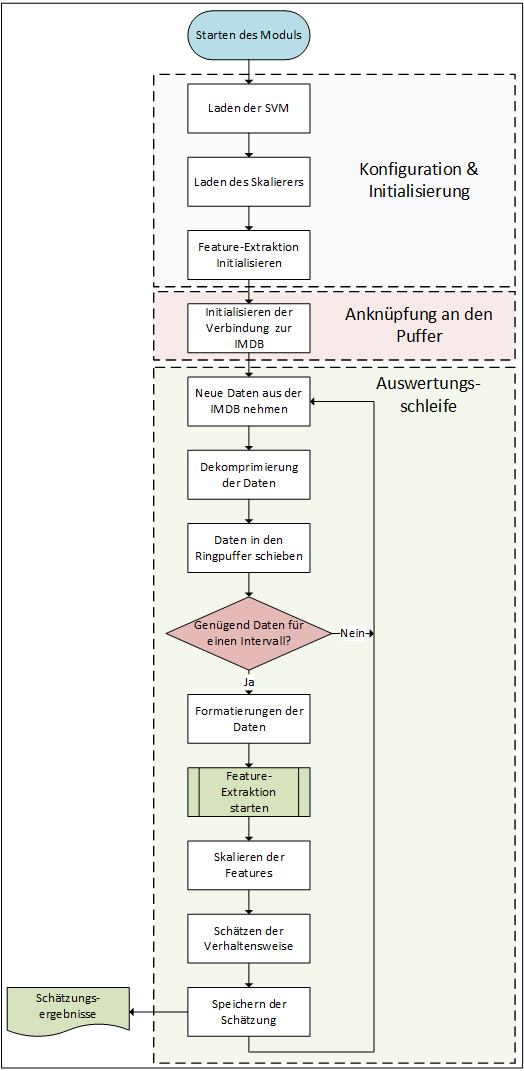 Starten des Moduls
Laden der SVM
Konfiguration &
Initialisierung
Laden des Skalierers
Feature-Extraktion
Initialisieren
Initialisieren der
Verbindung zur
IMDB
Anknüpfung an den
Puffer
Auswertungs-
schleife
Neue Daten aus der
IMDB nehmen
Dekomprimierung
der Daten
Daten in den
Ringpuffer schieben
Genügend Daten für
einen Intervall?
Nein
Ja
Formatierungen der
Daten
Feature-
Extraktion
starten
Skalieren der
Features
Schätzen der
Verhaltensweise
Speichern der
Schätzung
Schätzungs-
ergebnisse